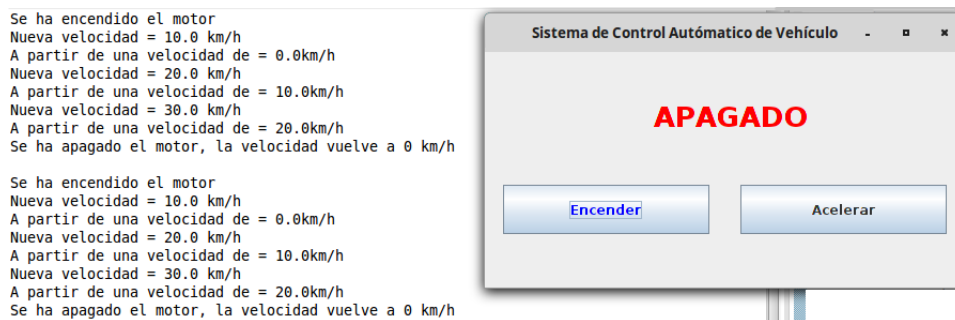 Se ha encendido el motor
Nueva velocidad = 10.0 km/h
A partir de una velocidad de = 0.0km/h
Nueva velocidad = 20.0 km/h
A partir de una velocidad de = 10.0km/h
Nueva velocidad = 30.0 km/h
A partir de una velocidad de = 20.0km/h
Se ha apagado el motor, la velocidad vuelve a 0 km/h
Se ha encendido el motor
Nueva velocidad = 10.0 km/h
A partir de una velocidad de = 0.0km/h
Nueva velocidad = 20.0 km/h
A partir de una velocidad de = 10.0km/h
Nueva velocidad = 30.0 km/h
A partir de una velocidad de = 20.0km/h
Se ha apagado el motor, la velocidad vuelve a 0 km/h
Sistema de Control Autómatico de Vehículo
APAGADO
Encender
Acelerar